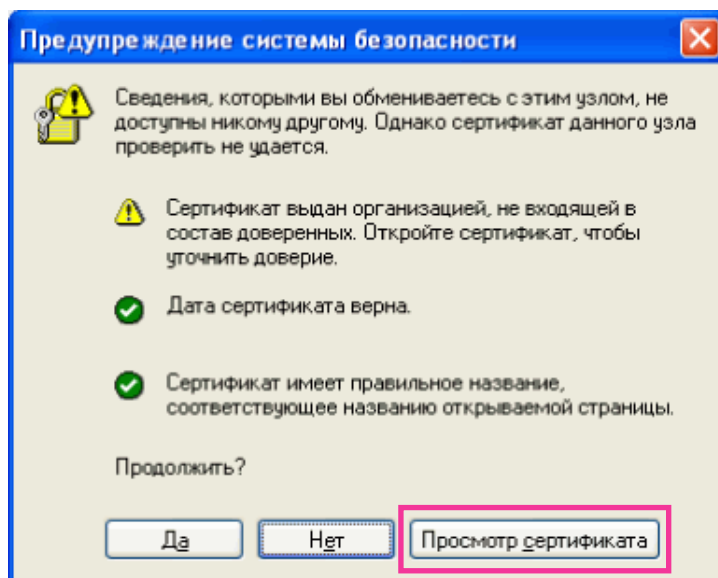 Предупреждение системы безопасности
Сведения, которыми вы обмениваетесь с этим узлом, не
доступны никому другому. Однако сертификат данного узла
проверить не удается.
Сертификат выдан организацией, не входящей в
состав доверенных. Откройте сертификат, чтобы
уточнить доверие.
Дата сертификата верна.
Сертификат имеет правильное название,
соответствующее названию открываемой страницы.
Продолжить?
Да Нет Просмотр сертификата